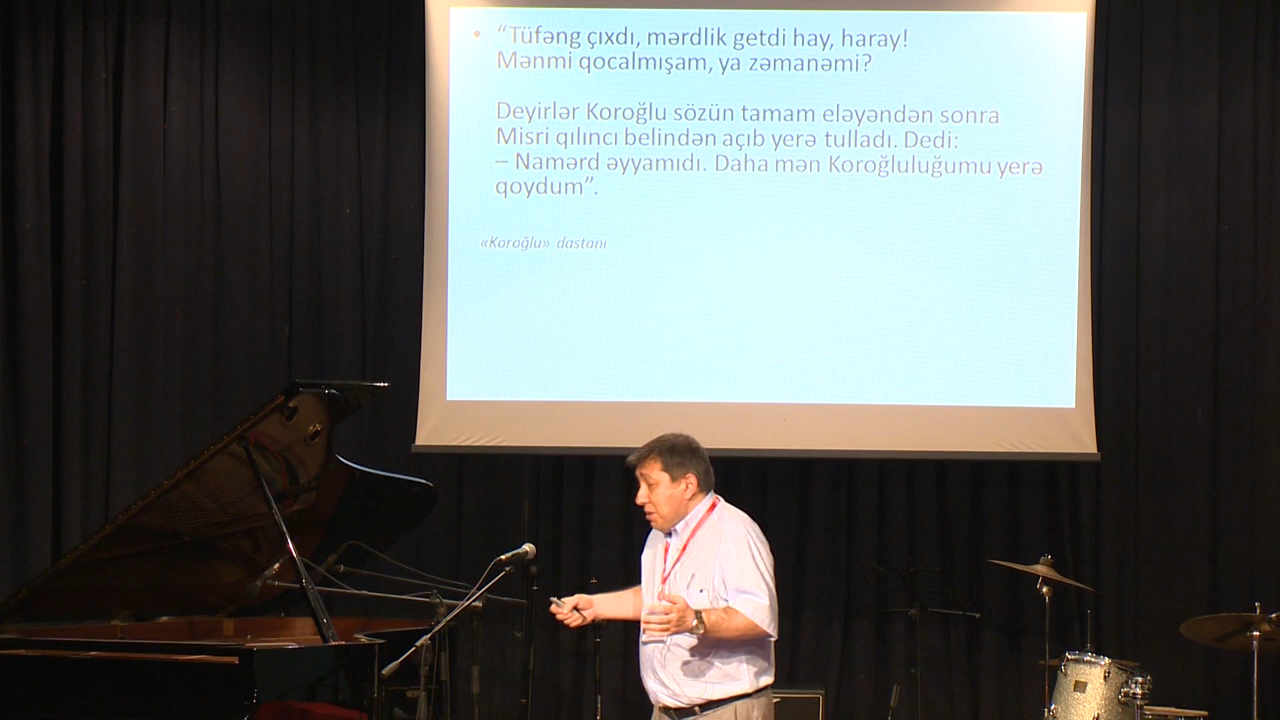 “Tüfəng çıxdı, mərdlik getdi hay, haray!
Mənmi qocalmışam, ya zəmanəmi?
Deyirlər Koroğlu sözün tamam eləyəndən sonra
Misri qılıncı belindən açıb yerə tulladı. Dedi:
– Namərd əyyamıdı. Daha mən Koroğluluğumu yerə
qoydum”.
«Koroğlu» dastanı